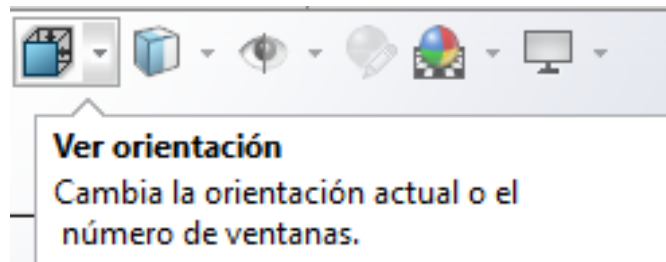 Ver orientación
Cambia la orientación actual o el
número de ventanas.